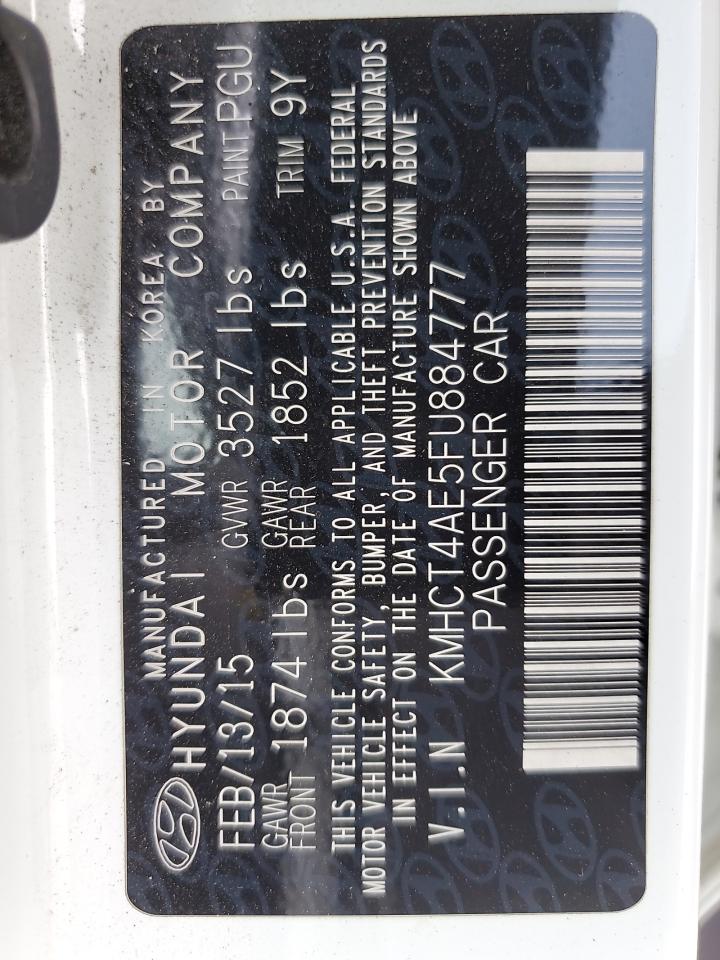 MANUFACTURED IN KOREA BY
HYUNDAI MOTOR COMPANY
FEB/13/15 GVWR 3527 lbs PAINT PGU
GAWR FRONT 1874 lbs GAWR REAR 1852 lbs TRIM 9Y
THIS VEHICLE CONFORMS TO ALL APPLICABLE U.S.A. FEDERAL
MOTOR VEHICLE SAFETY, BUMPER, AND THEFT PREVENTION STANDARDS
IN EFFECT ON THE DATE OF MANUFACTURE SHOWN ABOVE
V.I.N KMHCT4AE5FU884777
PASSENGER CAR